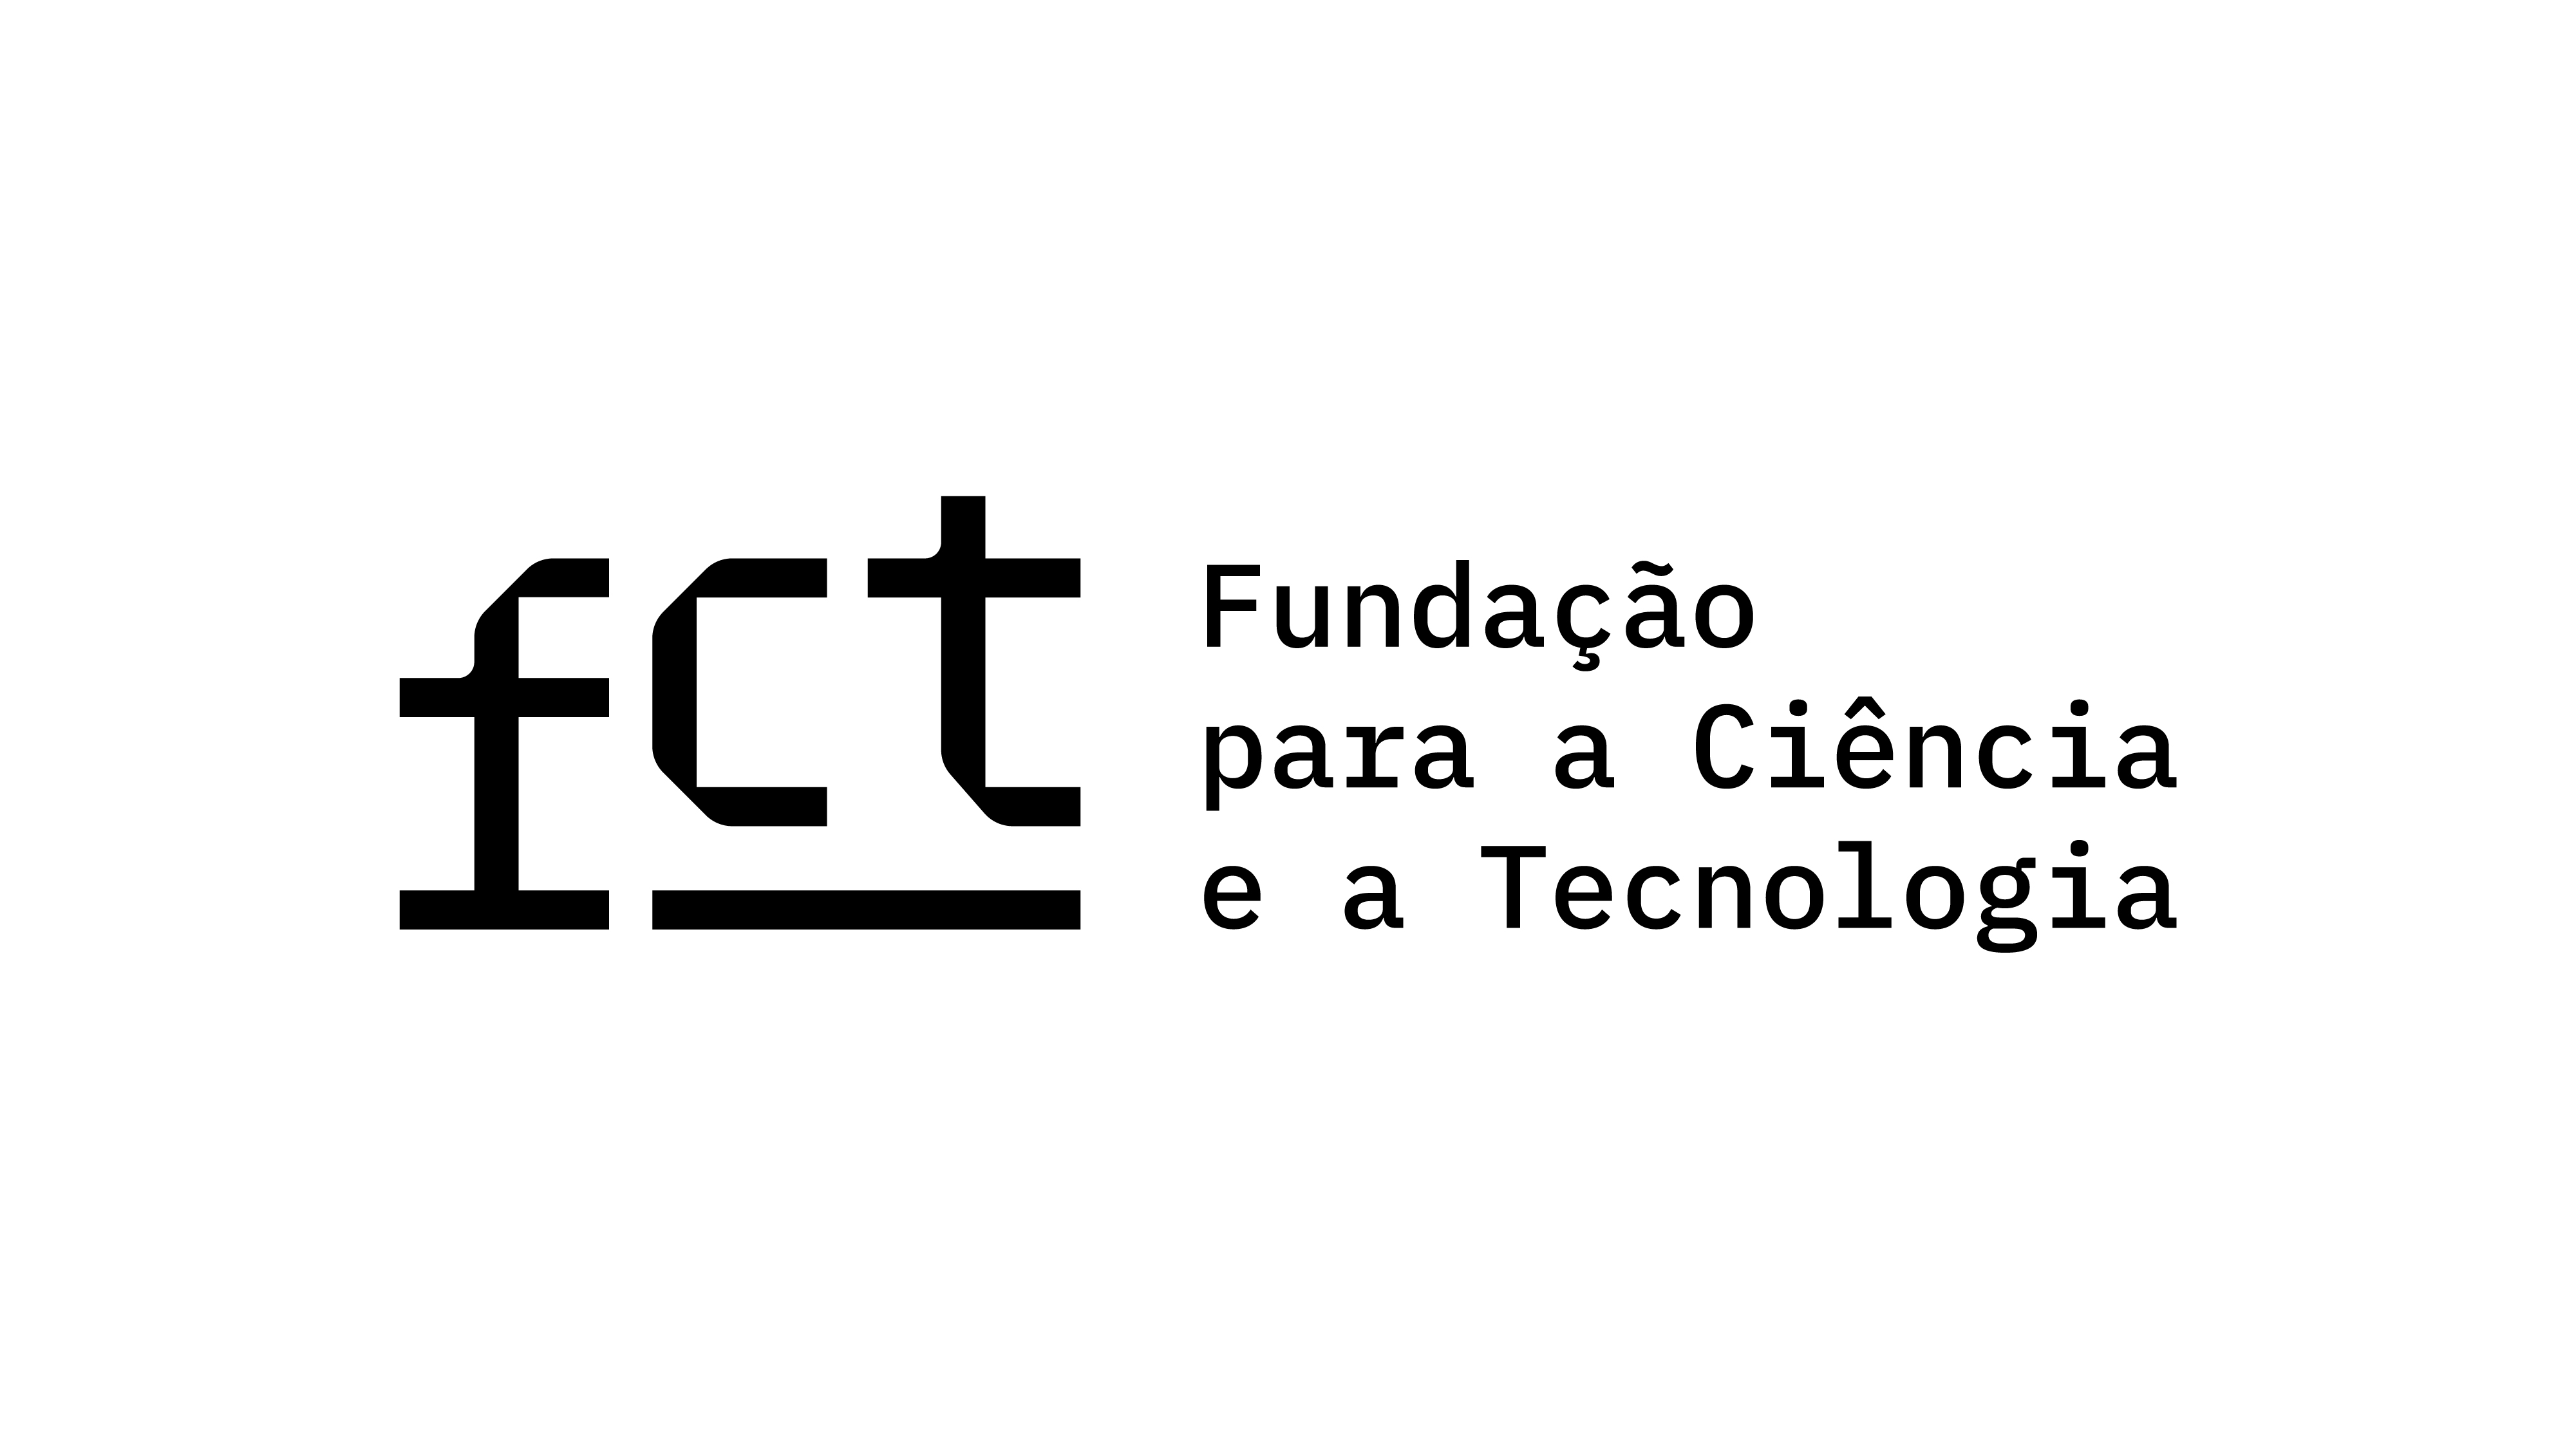 fct
Fundação
para a Ciência
e a Tecnologia